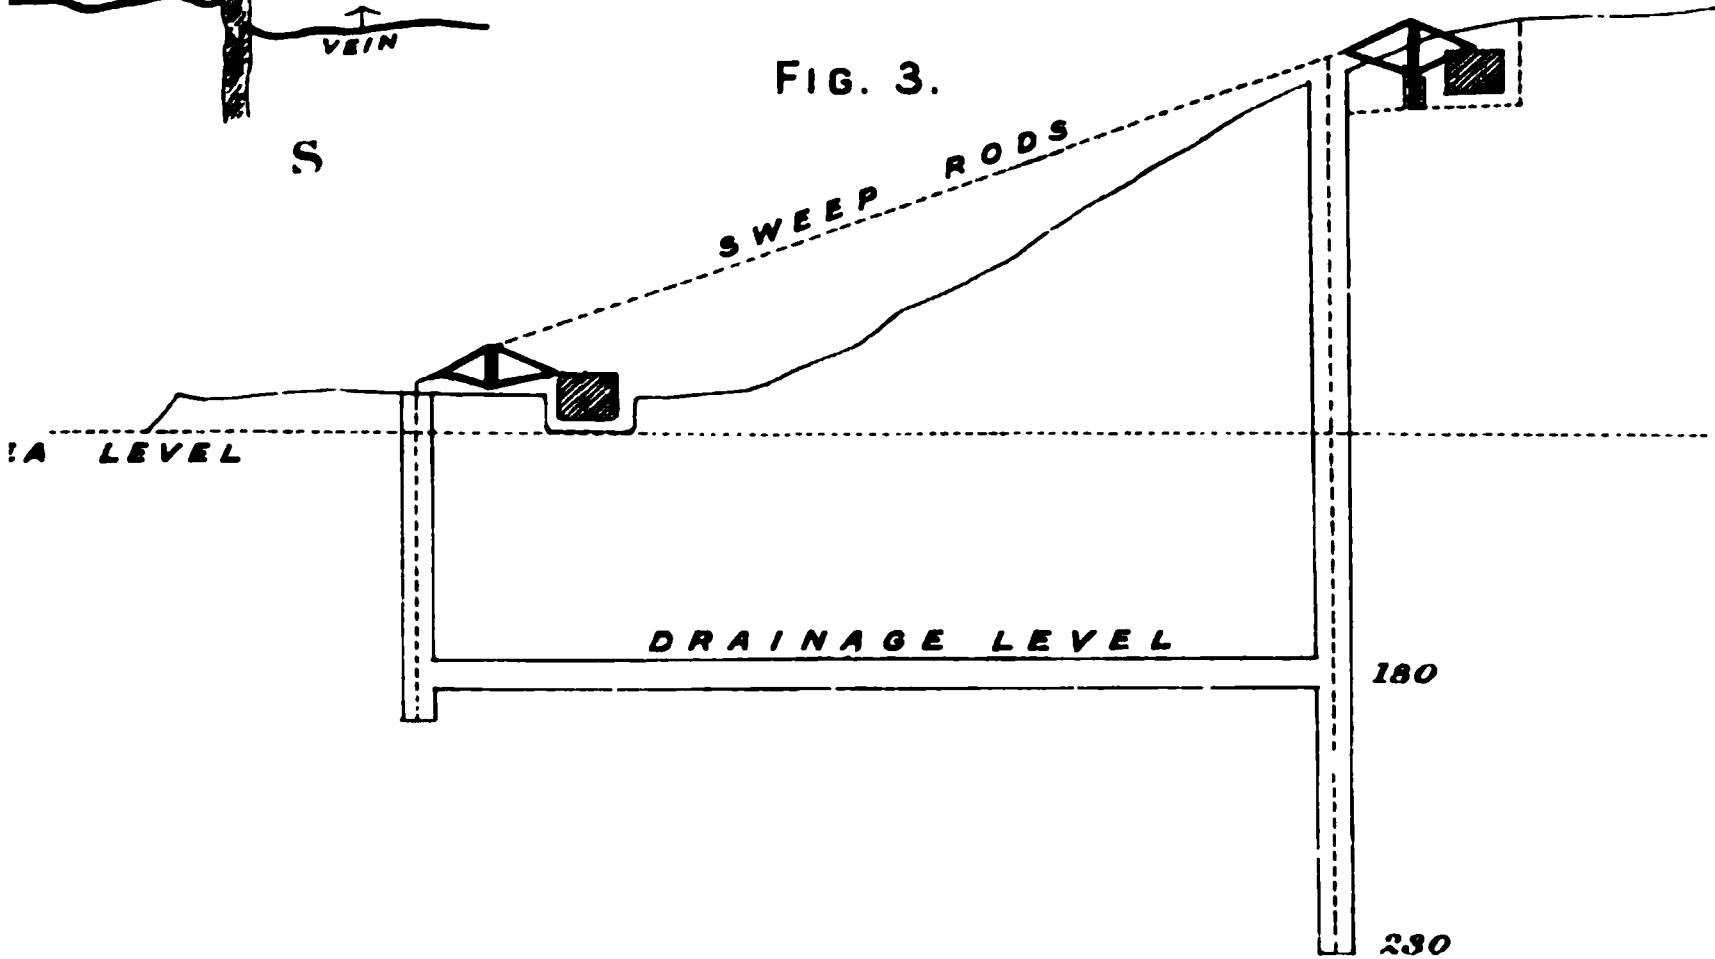 VEIN
FIG. 3.
S
SWEEP RODS
A LEVEL
DRAINAGE LEVEL
180
230